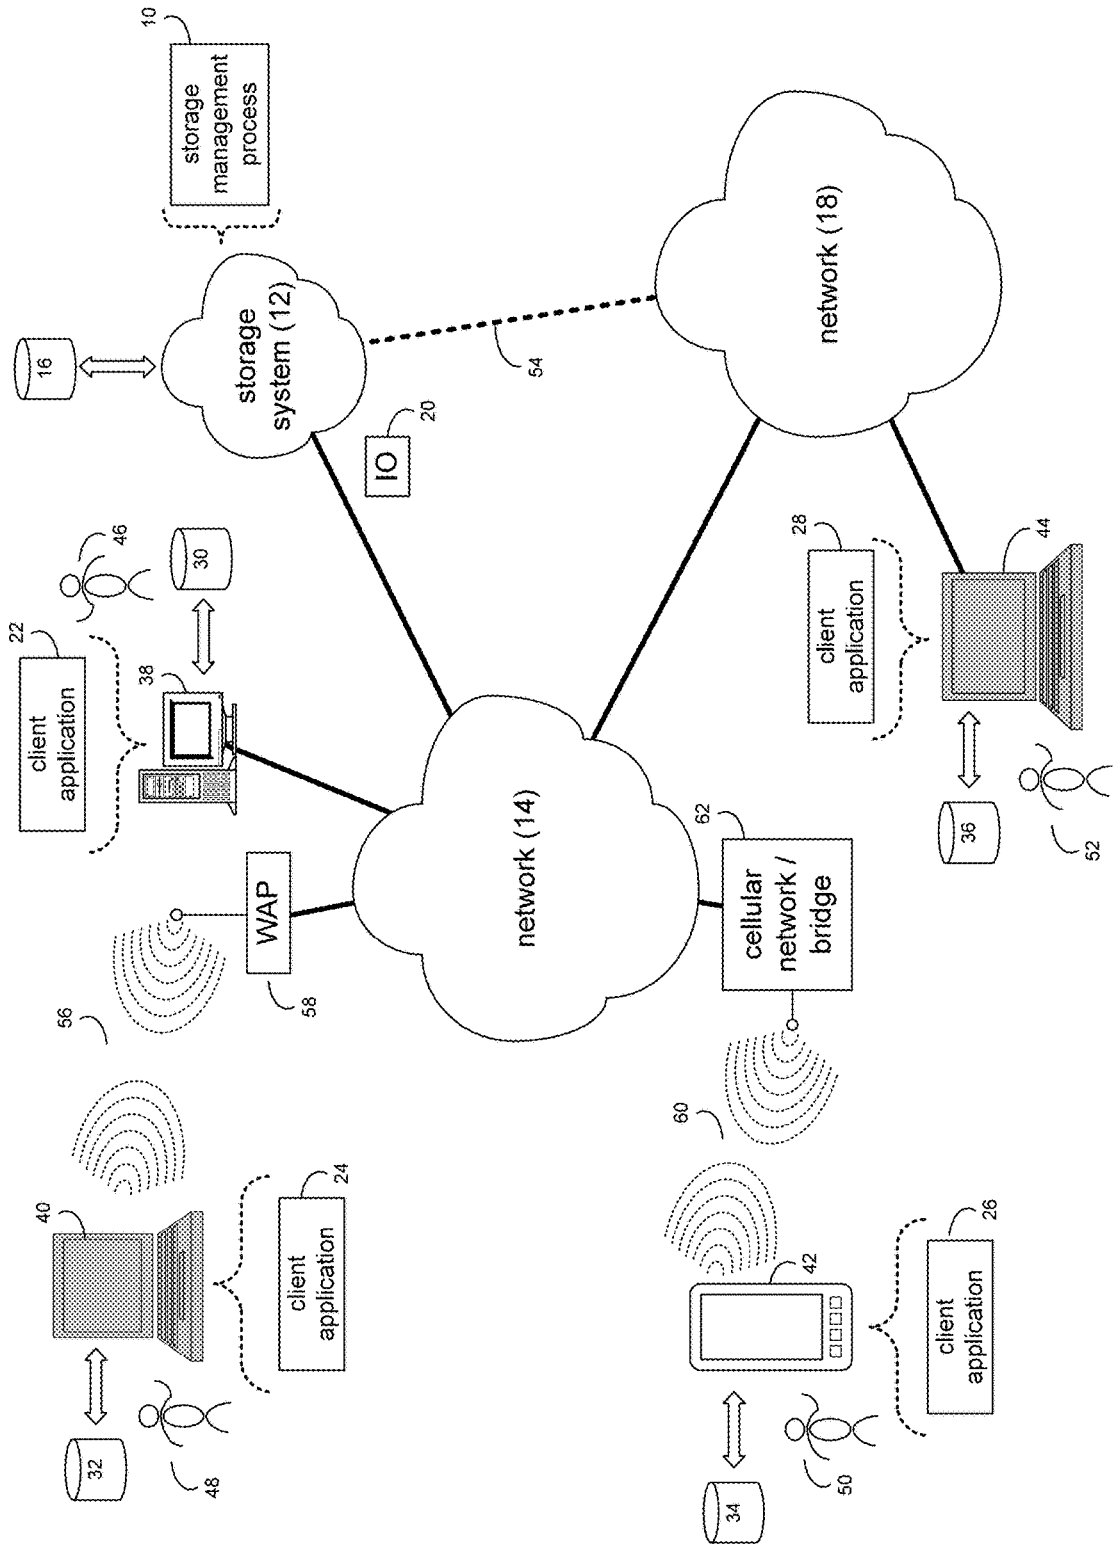 16
10
storage
management
process
22
client
application
46
30
38
40
32
48
56
24
client
application
58
WAP
storage
system (12)
IO
20
54
network (14)
network (18)
60
62
cellular
network /
bridge
42
34
50
26
client
application
28
client
application
44
36
52